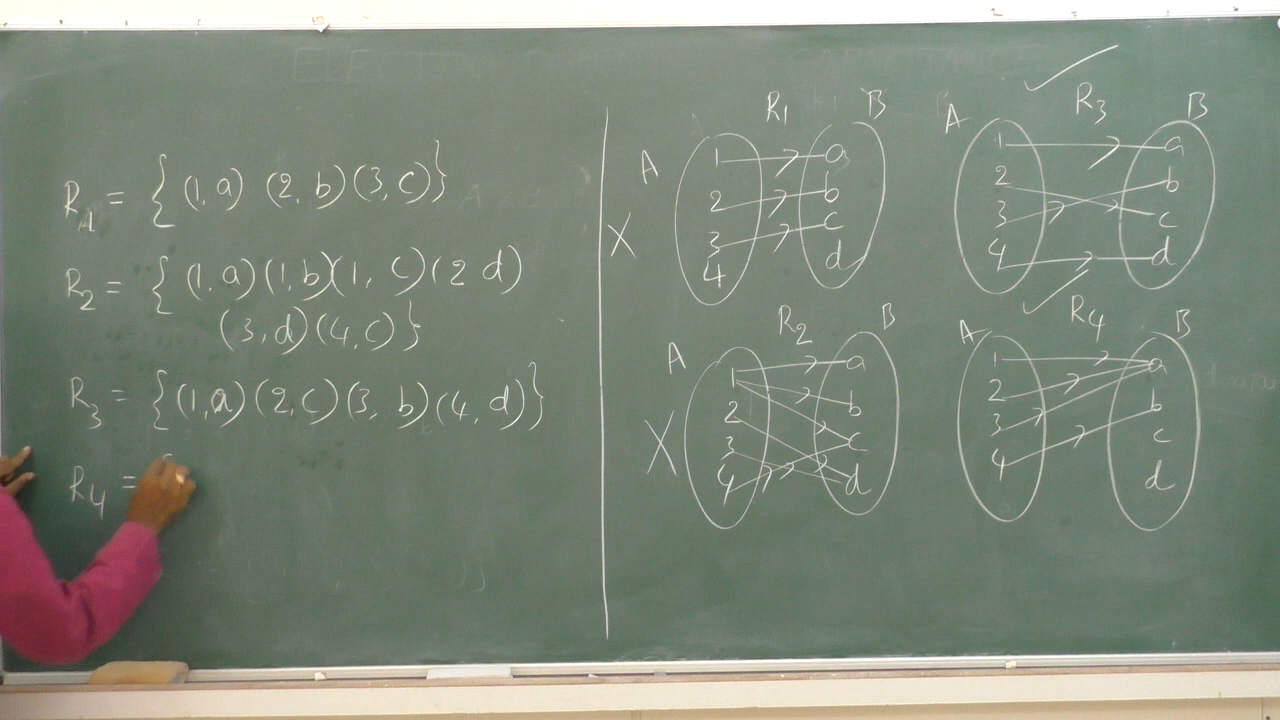 R1 = { (1, a) (2, b) (3, c) }
R2 = { (1, a) (1, b) (1, c) (2 d)
(3, d) (4, c) }
R3 = { (1, a) (2, c) (3, b) (4, d) }
R4 = {
R1
A B
1 a
2 b
3 c
4 d
X
✓
R3
A B
1 a
2 b
3 c
4 d
R2
A B
1 a
2 b
3 c
4 d
X
✓
R4
A B
1 a
2 b
3 c
4 d